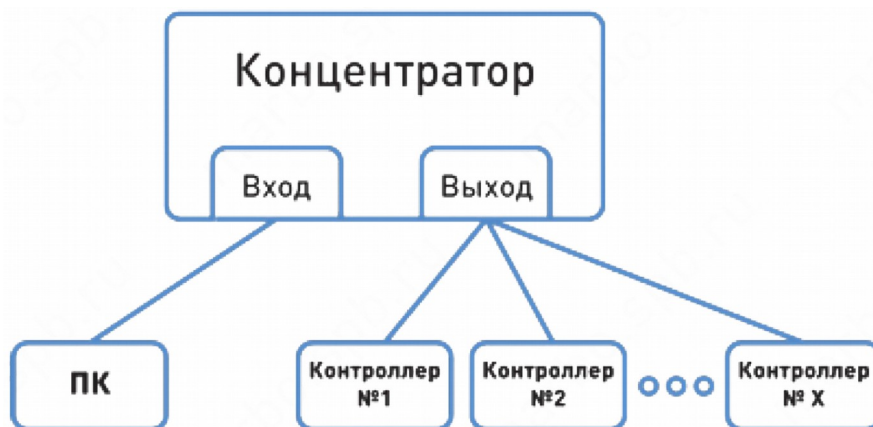 Концентратор
Вход
Выход
ПК
Контроллер
№1
Контроллер
№2
Контроллер
№ X